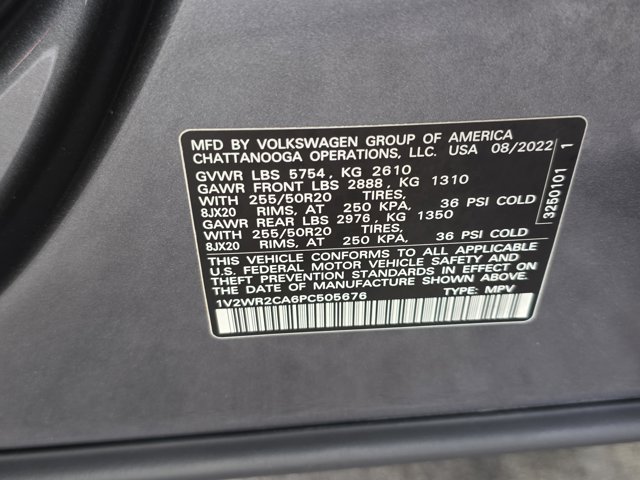 MFD BY VOLKSWAGEN GROUP OF AMERICA
CHATTANOOGA OPERATIONS, LLC. USA 08/2022
GVWR LBS 5754, KG 2610
GAWR FRONT LBS 2888, KG 1310
WITH 255/50R20 TIRES,
8JX20 RIMS, AT 250 KPA, 36 PSI COLD
GAWR REAR LBS 2976, KG 1350
WITH 255/50R20 TIRES,
8JX20 RIMS, AT 250 KPA, 36 PSI COLD
THIS VEHICLE CONFORMS TO ALL APPLICABLE
U.S. FEDERAL MOTOR VEHICLE SAFETY AND
THEFT PREVENTION STANDARDS IN EFFECT ON
THE DATE OF MANUFACTURE SHOWN ABOVE.
1V2WR2CA6PC505676 TYPE: MPV
3250101 1